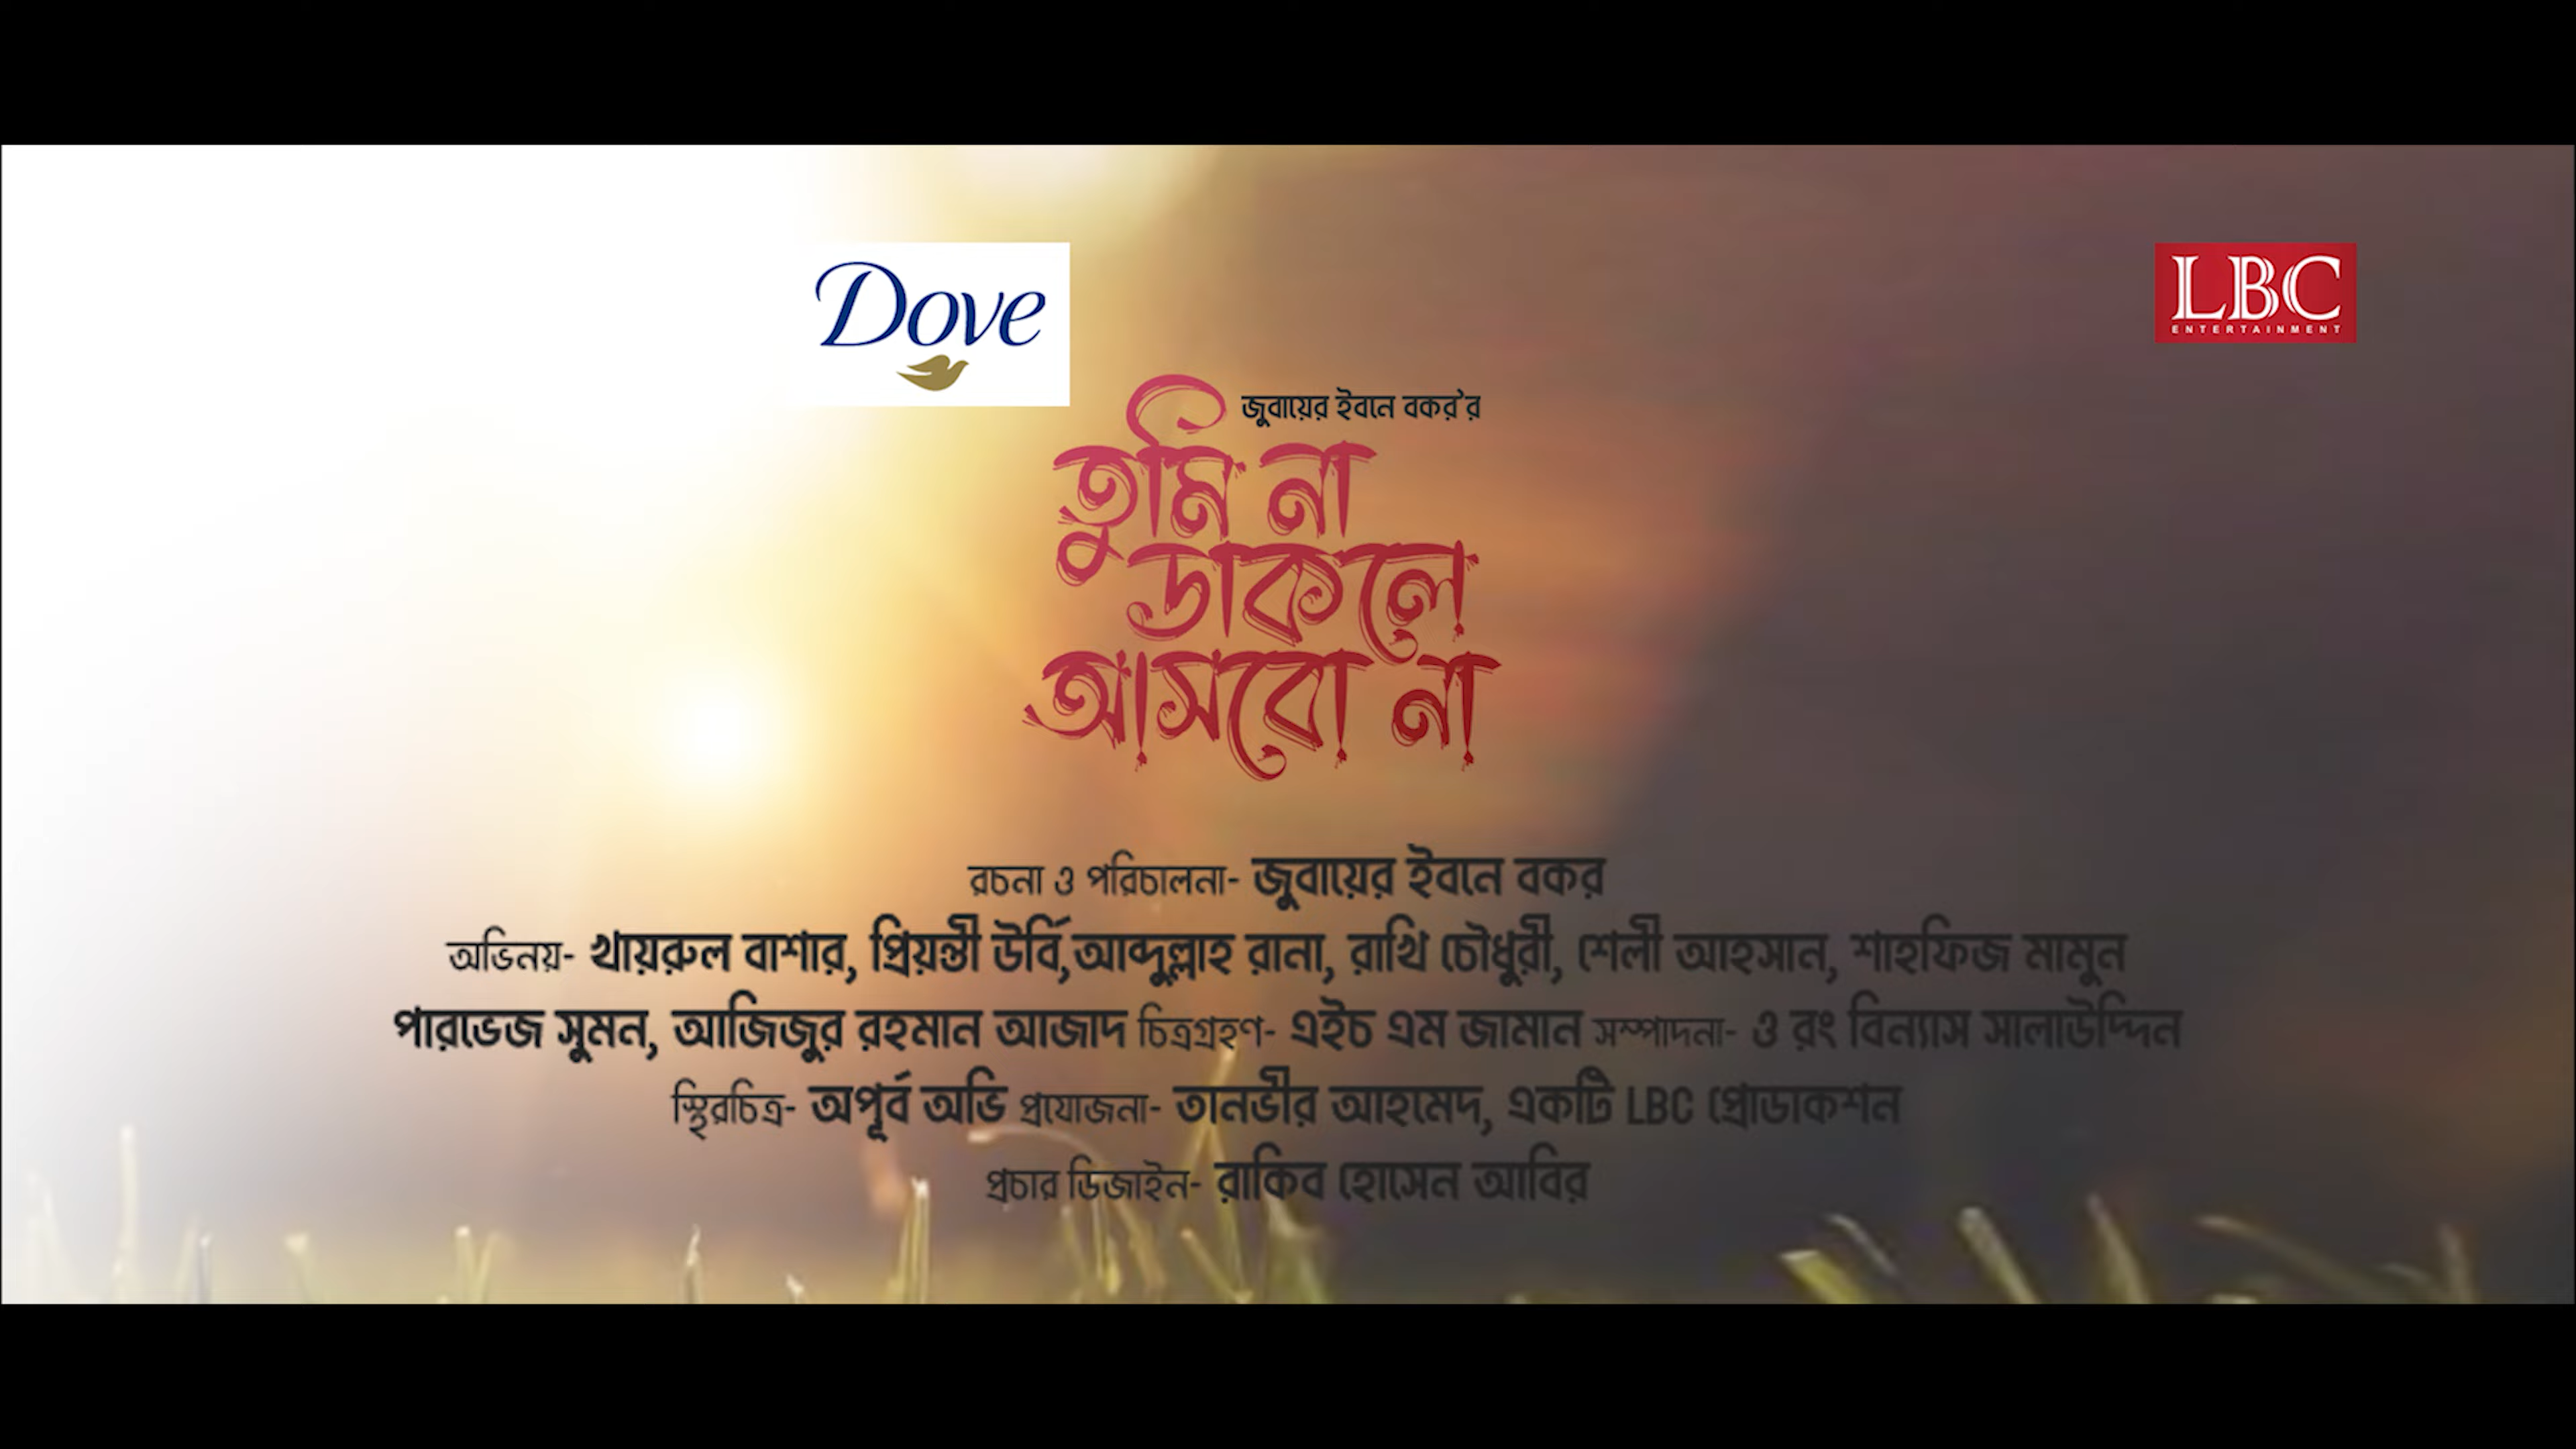 Dove
LBC
ENTERTAINMENT
জুবায়ের ইবনে বকর'র
তুমি না
ডাকলে
আসবো না
রচনা ও পরিচালনা- জুবায়ের ইবনে বকর
অভিনয়- খায়রুল বাশার, প্রিয়ন্তী উর্বি,আব্দুল্লাহ রানা, রাখি চৌধুরী, শেলী আহসান, শাহফিজ মামুন
পারভেজ সুমন, আজিজুর রহমান আজাদ চিত্রগ্রহণ- এইচ এম জামান সম্পাদনা- ও রং বিন্যাস সালাউদ্দিন
স্থিরচিত্র- অপূর্ব অভি প্রযোজনা- তানভীর আহমেদ, একটি LBC প্রোডাকশন
প্রচার ডিজাইন- রাকিব হোসেন আবির